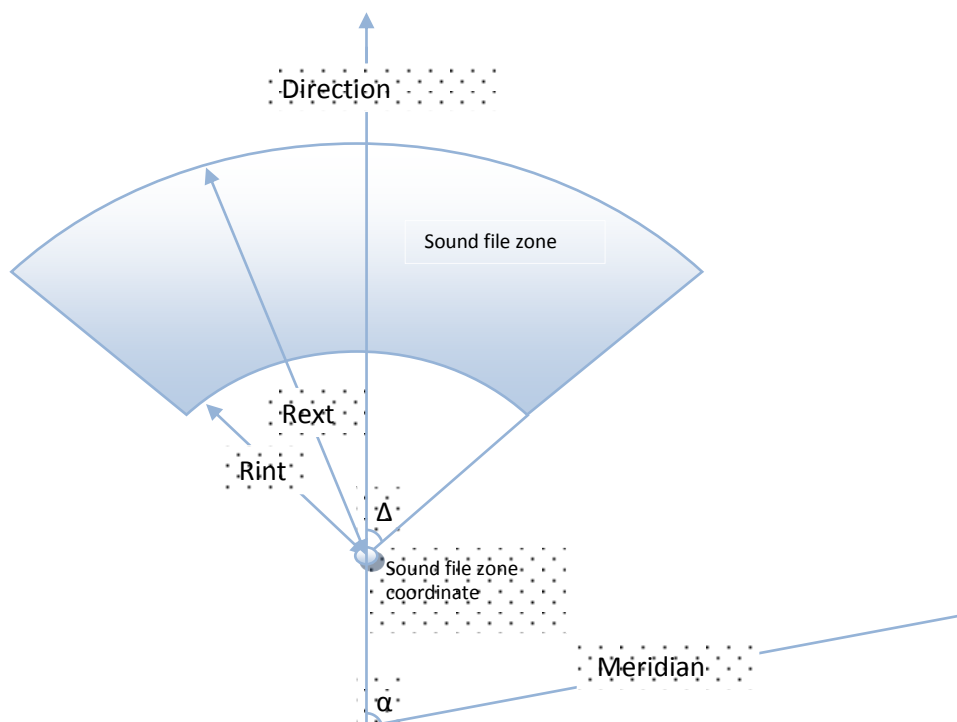 Direction
Sound file zone
Rext
Rint
Δ
Sound file zone
coordinate
Meridian
α